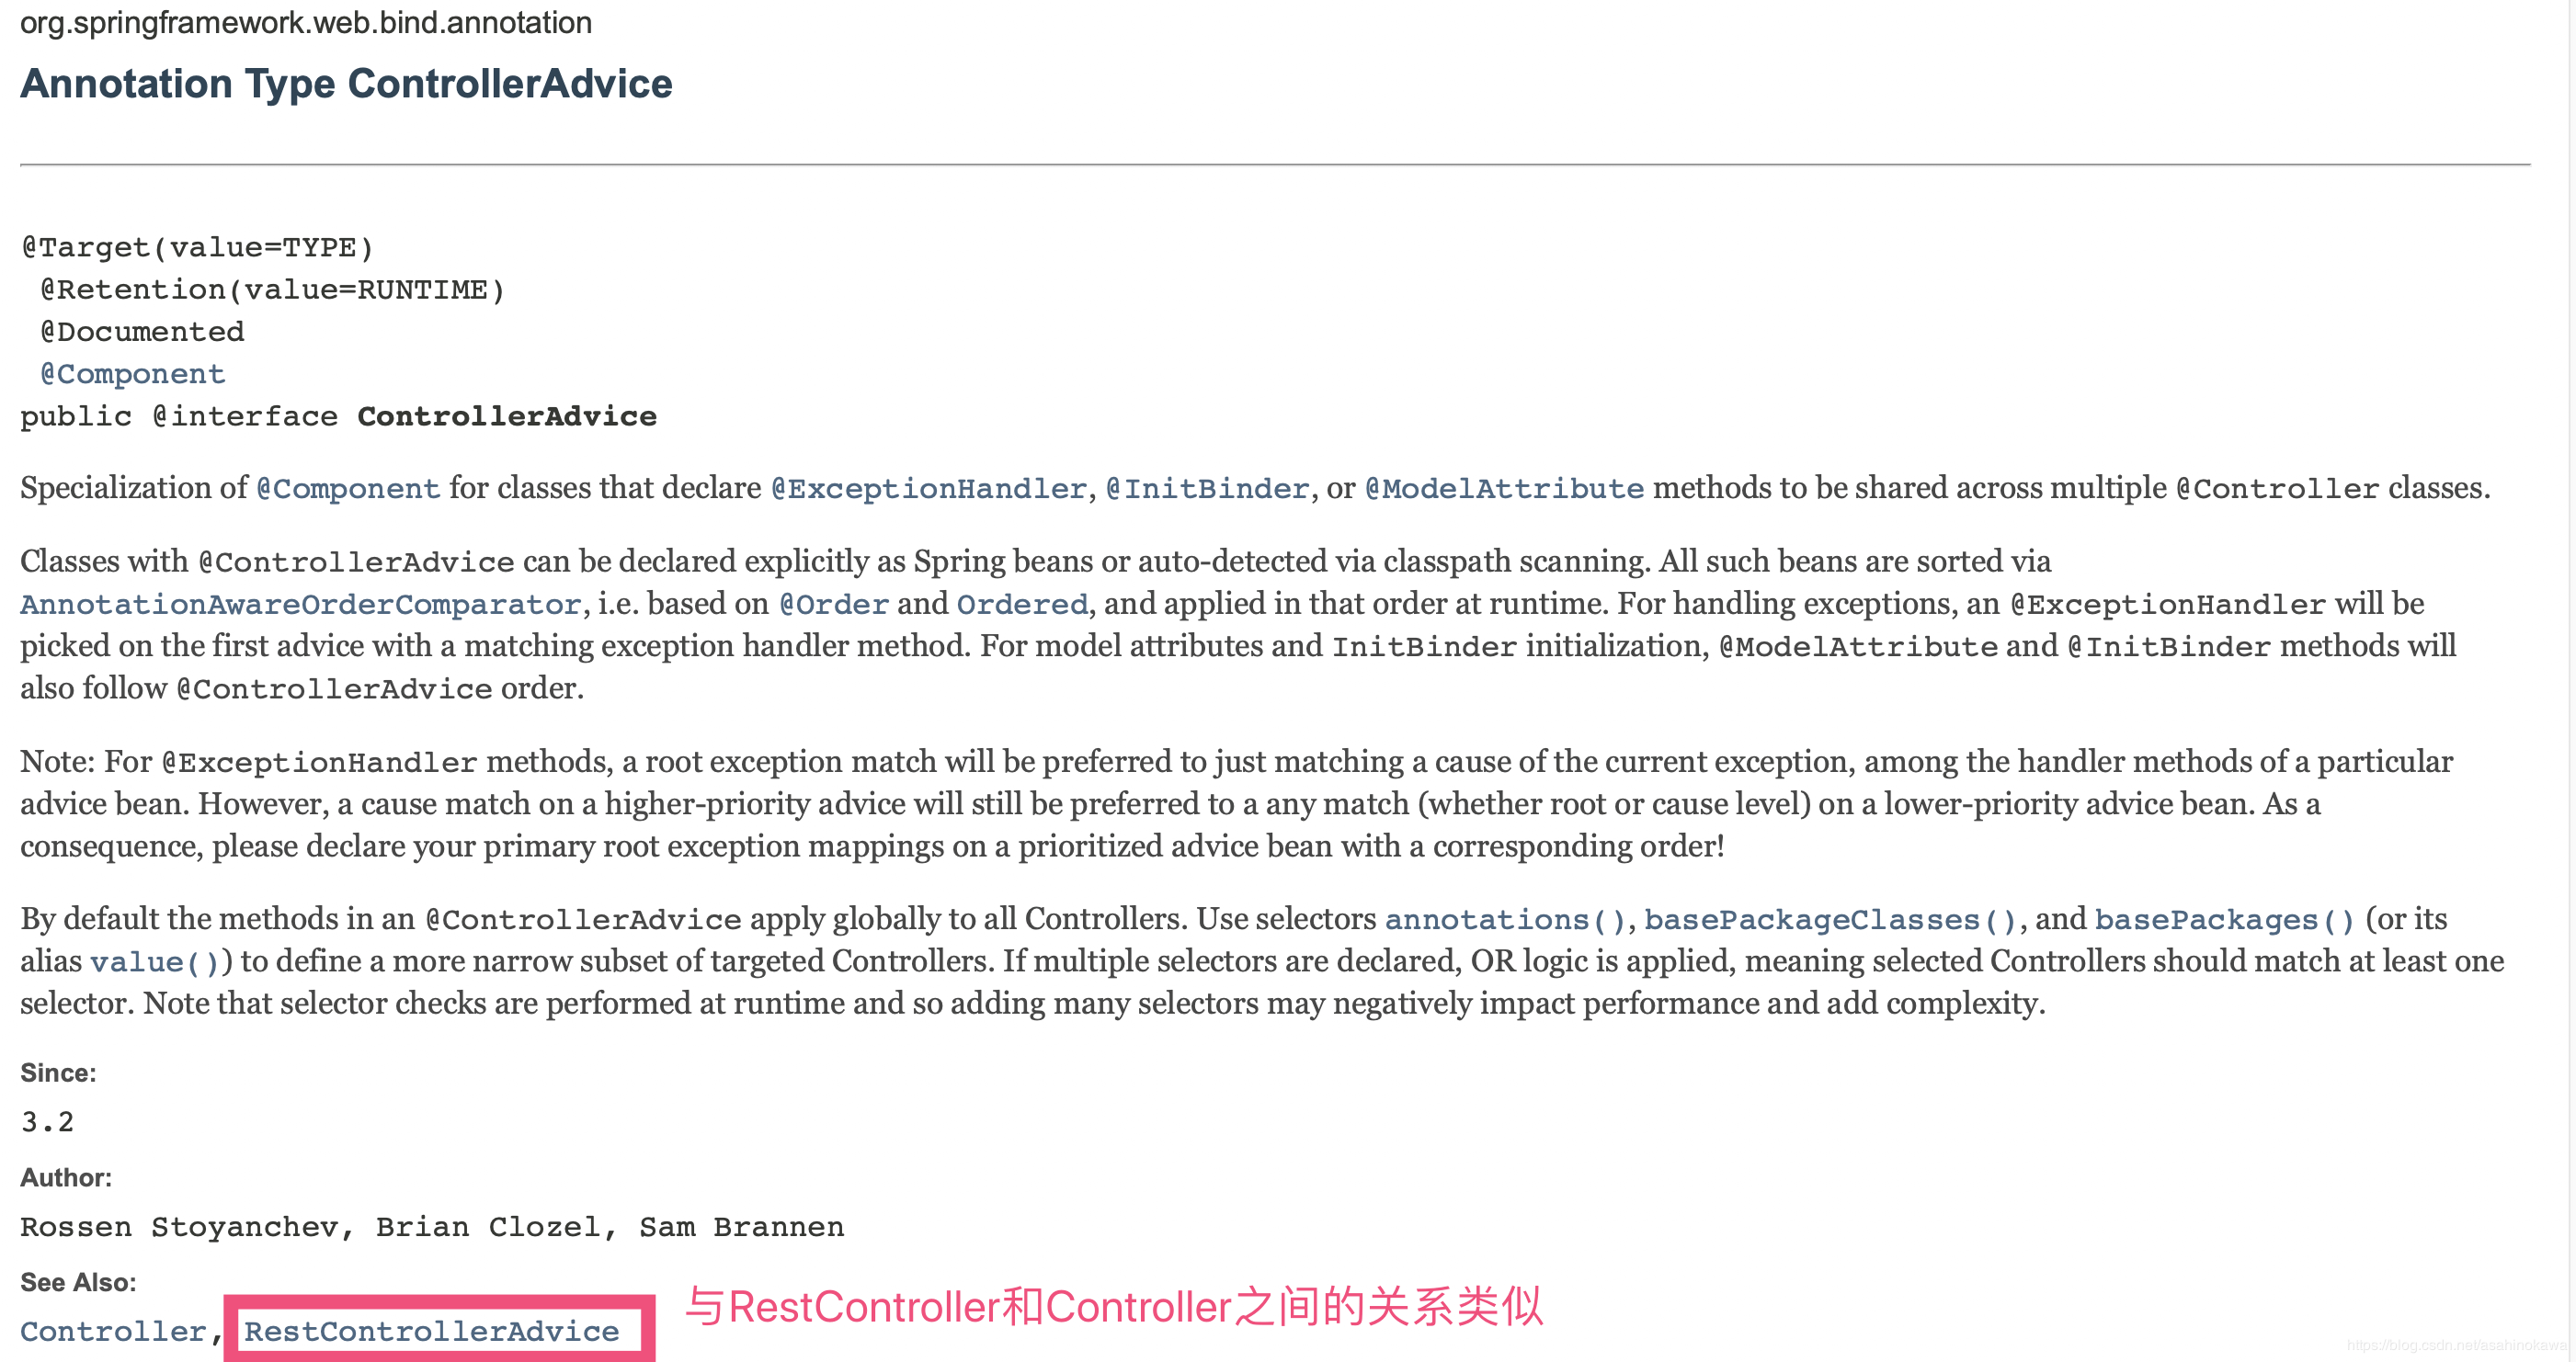 org.springframework.web.bind.annotation
Annotation Type ControllerAdvice
@Target(value=TYPE)
@Retention(value=RUNTIME)
@Documented
@Component
public @interface ControllerAdvice
Specialization of @Component for classes that declare @ExceptionHandler, @InitBinder, or @ModelAttribute methods to be shared across multiple @Controller classes.
Classes with @ControllerAdvice can be declared explicitly as Spring beans or auto-detected via classpath scanning. All such beans are sorted via
AnnotationAwareOrderComparator, i.e. based on @Order and Ordered, and applied in that order at runtime. For handling exceptions, an @ExceptionHandler will be
picked on the first advice with a matching exception handler method. For model attributes and InitBinder initialization, @ModelAttribute and @InitBinder methods will
also follow @ControllerAdvice order.
Note: For @ExceptionHandler methods, a root exception match will be preferred to just matching a cause of the current exception, among the handler methods of a particular
advice bean. However, a cause match on a higher-priority advice will still be preferred to a any match (whether root or cause level) on a lower-priority advice bean. As a
consequence, please declare your primary root exception mappings on a prioritized advice bean with a corresponding order!
By default the methods in an @ControllerAdvice apply globally to all Controllers. Use selectors annotations(), basePackageClasses(), and basePackages() (or its
alias value()) to define a more narrow subset of targeted Controllers. If multiple selectors are declared, OR logic is applied, meaning selected Controllers should match at least one
selector. Note that selector checks are performed at runtime and so adding many selectors may negatively impact performance and add complexity.
Since:
3.2
Author:
Rossen Stoyanchev, Brian Clozel, Sam Brannen
See Also:
Controller, RestControllerAdvice
与RestController和Controller之间的关系类似
https://blog.csdn.net/asahinokawa